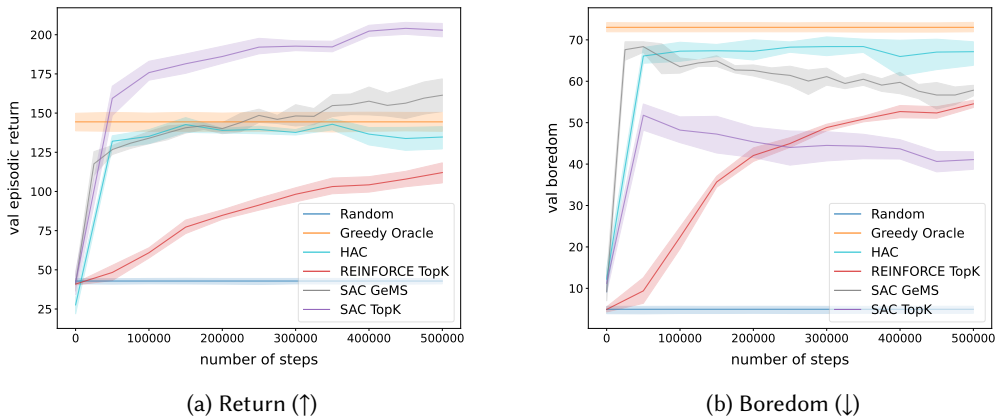 200
175
150
125
100
75
50
25
val episodic return
Random
Greedy Oracle
HAC
REINFORCE TopK
SAC GeMS
SAC TopK
0 100000 200000 300000 400000 500000
number of steps
(a) Return (↑)
70
60
50
40
30
20
10
val boredom
Random
Greedy Oracle
HAC
REINFORCE TopK
SAC GeMS
SAC TopK
0 100000 200000 300000 400000 500000
number of steps
(b) Boredom (↓)